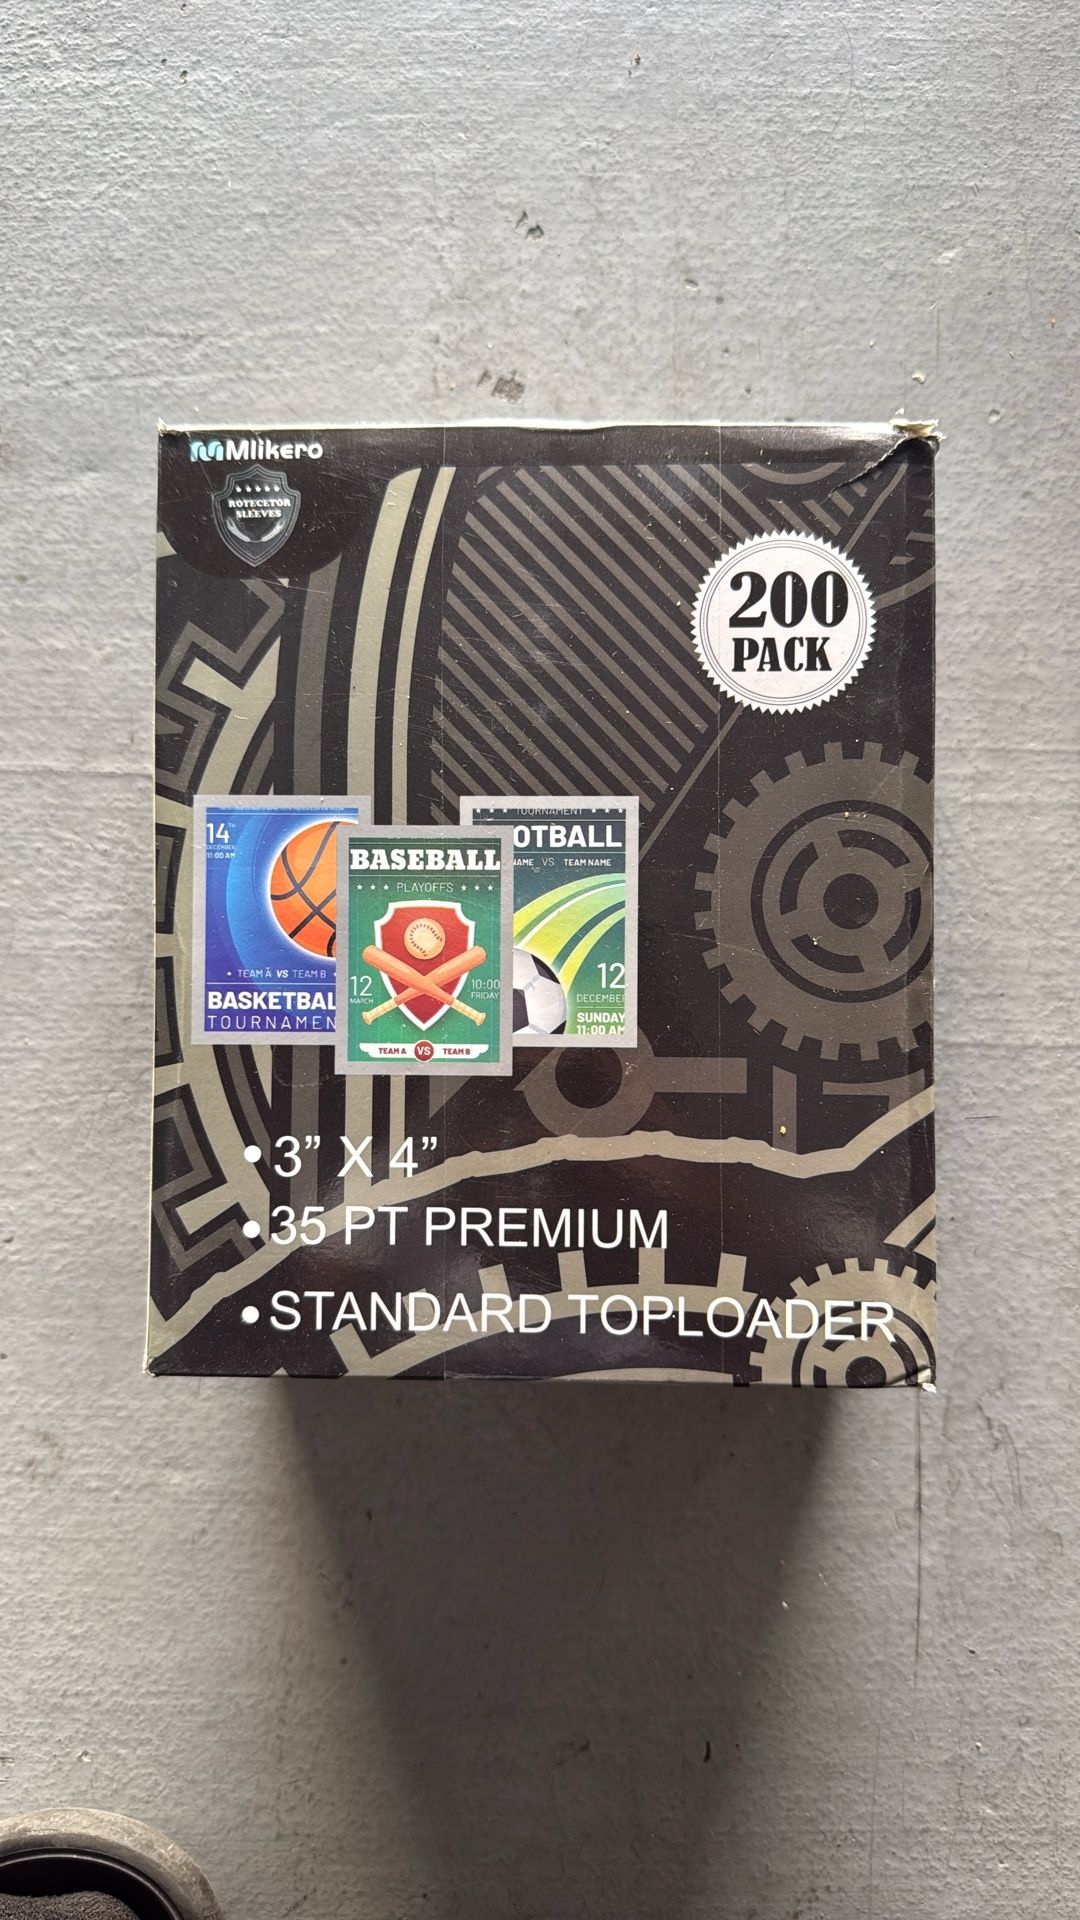 Mlikero
ROTECETOR
SLEEVES
200
PACK
14TH
DECEMBER
11:00 AM
TEAM A VS TEAM B
BASKETBAL
TOURNAMEN
BASEBALL
PLAYOFFS
12
MARCH
10:00
FRIDAY
TEAM A VS TEAM B
TOURNAMENT
OTBALL
NAME VS TEAM NAME
12
DECEMBER
SUNDAY
11:00 AM
• 3” X 4”
• 35 PT PREMIUM
• STANDARD TOPLOADER